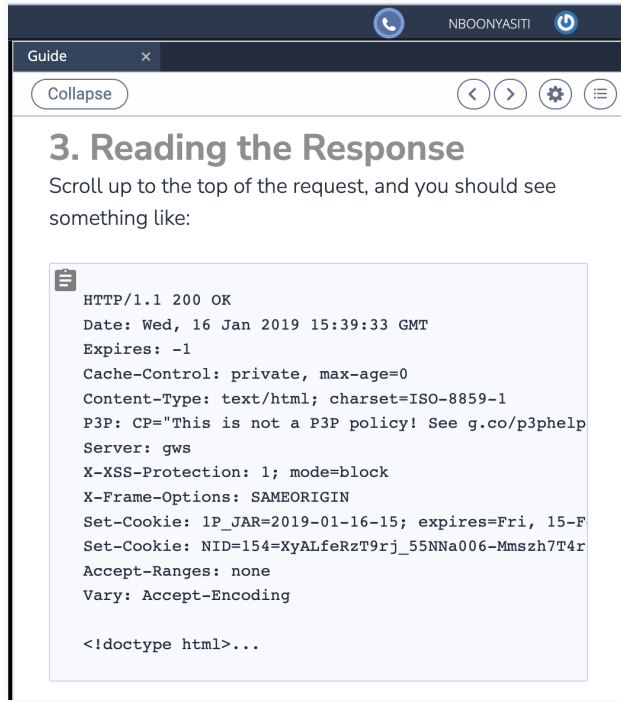 NBOONYASITI
Guide
Collapse
3. Reading the Response
Scroll up to the top of the request, and you should see
something like:
HTTP/1.1 200 OK
Date: Wed, 16 Jan 2019 15:39:33 GMT
Expires: -1
Cache-Control: private, max-age=0
Content-Type: text/html; charset=ISO-8859-1
P3P: CP="This is not a P3P policy! See g.co/p3phelp
Server: gws
X-XSS-Protection: 1; mode=block
X-Frame-Options: SAMEORIGIN
Set-Cookie: 1P_JAR=2019-01-16-15; expires=Fri, 15-F
Set-Cookie: NID=154=XyALfeRzT9rj_55NNa006-Mmszh7T4r
Accept-Ranges: none
Vary: Accept-Encoding
<!doctype html>...